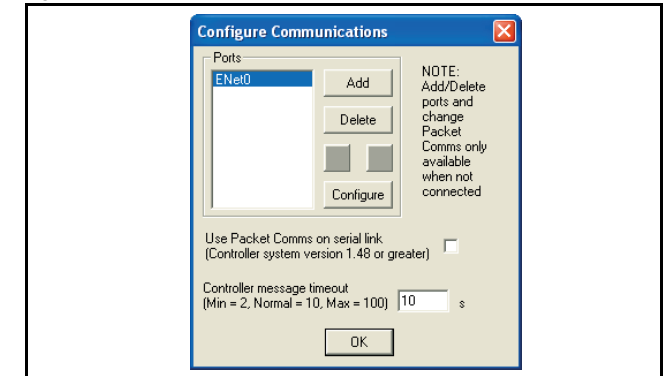 Configure Communications
Ports
ENet0
Add
Delete
Configure
NOTE:
Add/Delete
ports and
change
Packet
Comms only
available
when not
connected
Use Packet Comms on serial link
(Controller system version 1.48 or greater)
Controller message timeout
(Min = 2, Normal = 10, Max = 100) 10 s
OK